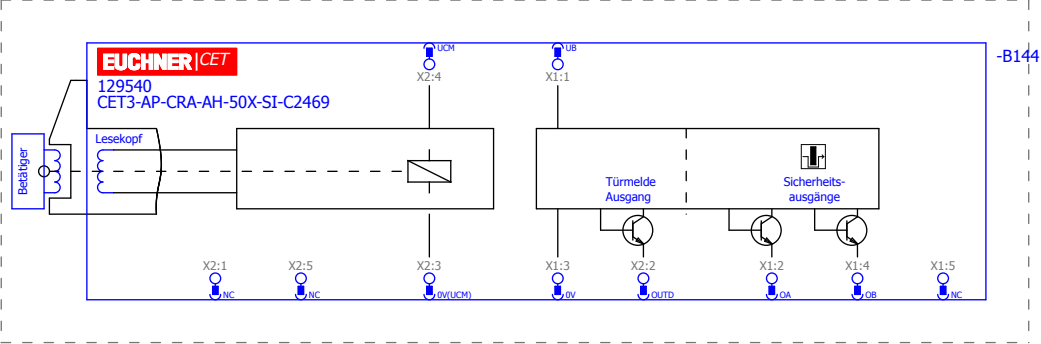 UCM
UB
-B144
EUCHNER CET
X2:4
X1:1
129540
CET3-AP-CRA-AH-50X-SI-C2469
Lesekopf
Betätiger
Türmelde
Ausgang
Sicherheits-
ausgänge
X2:1
X2:5
X2:3
X1:3
X2:2
X1:2
X1:4
X1:5
NC
NC
0V(UCM)
0V
OUTD
OA
OB
NC